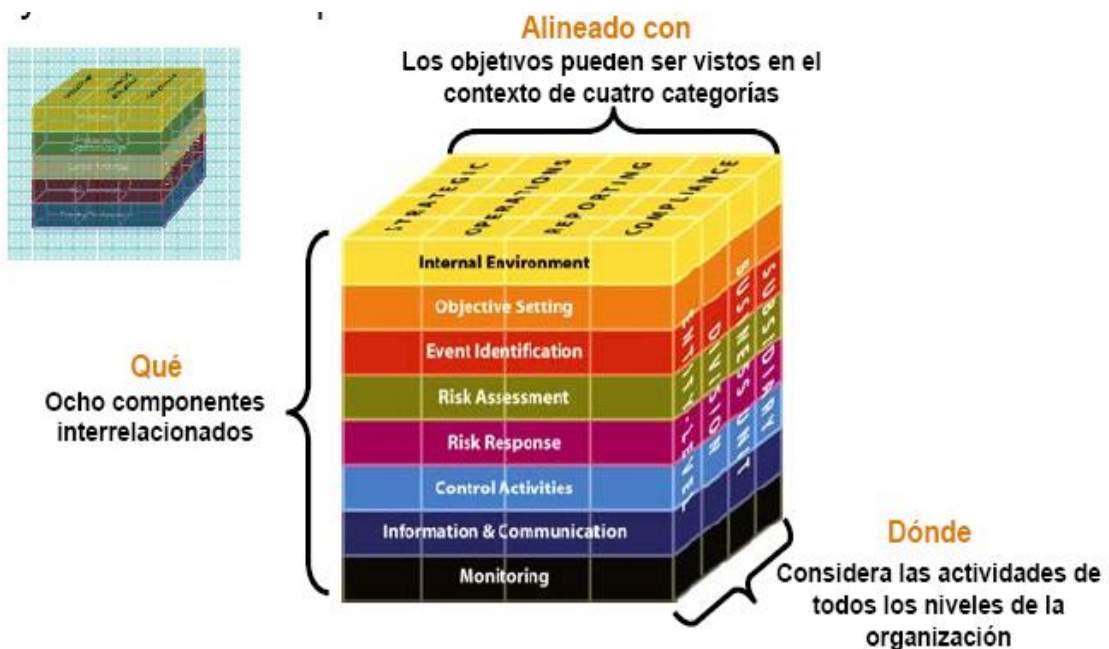 Alineado con
Los objetivos pueden ser vistos en el
contexto de cuatro categorías
STRATEGIC
OPERATIONS
REPORTING
COMPLIANCE
Internal Environment
Objective Setting
Event Identification
Risk Assessment
Risk Response
Control Activities
Information & Communication
Monitoring
ENTITY-LEVEL
DIVISION
BUSINESS UNIT
SUBSIDIARY
Qué
Ocho componentes
interrelacionados
Dónde
Considera las actividades de
todos los niveles de la
organización